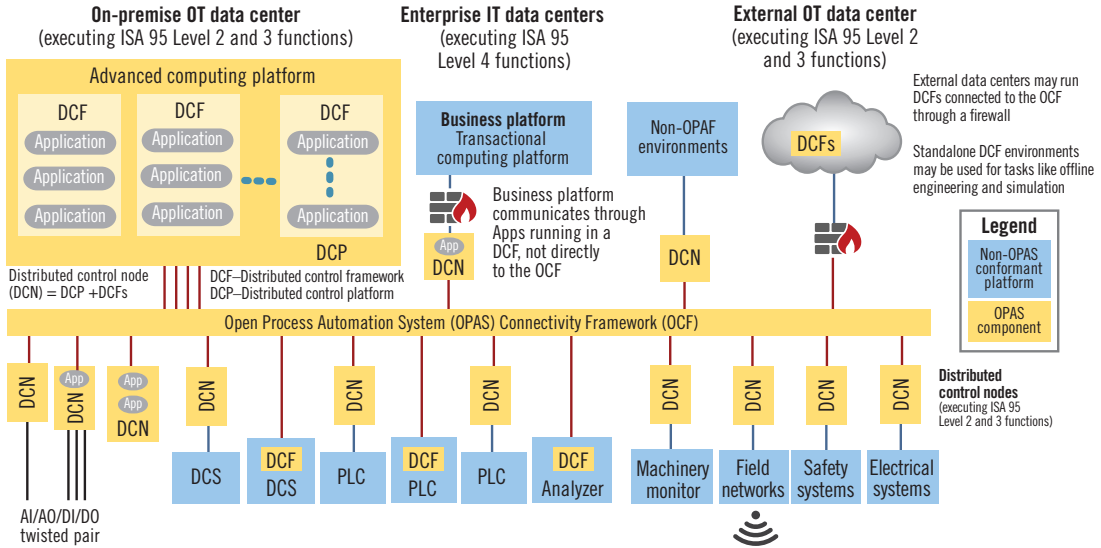 On-premise OT data center
(executing ISA 95 Level 2 and 3 functions)
Advanced computing platform
DCF
Application
Application
Application
DCF
Application
Application
Application
DCF
Application
Application
DCP
Distributed control node
(DCN) = DCP +DCFs
DCF–Distributed control framework
DCP–Distributed control platform
Enterprise IT data centers
(executing ISA 95
Level 4 functions)
Business platform
Transactional
computing platform
Business platform
communicates through
Apps running in a
DCF, not directly
to the OCF
App
DCN
Non-OPAF
environments
DCN
External OT data center
(executing ISA 95 Level 2
and 3 functions)
DCFs
External data centers may run
DCFs connected to the OCF
through a firewall
Standalone DCF environments
may be used for tasks like offline
engineering and simulation
Legend
Non-OPAS
conformant
platform
OPAS
component
Open Process Automation System (OPAS) Connectivity Framework (OCF)
DCN
App
DCN
App
App
DCN
DCN
DCN
DCN
DCN
DCN
DCN
DCN
Distributed
control nodes
(executing ISA 95
Level 2 and 3 functions)
DCS
DCF
DCS
PLC
DCF
PLC
PLC
DCF
Analyzer
Machinery
monitor
Field
networks
Safety
systems
Electrical
systems
AI/AO/DI/DO
twisted pair